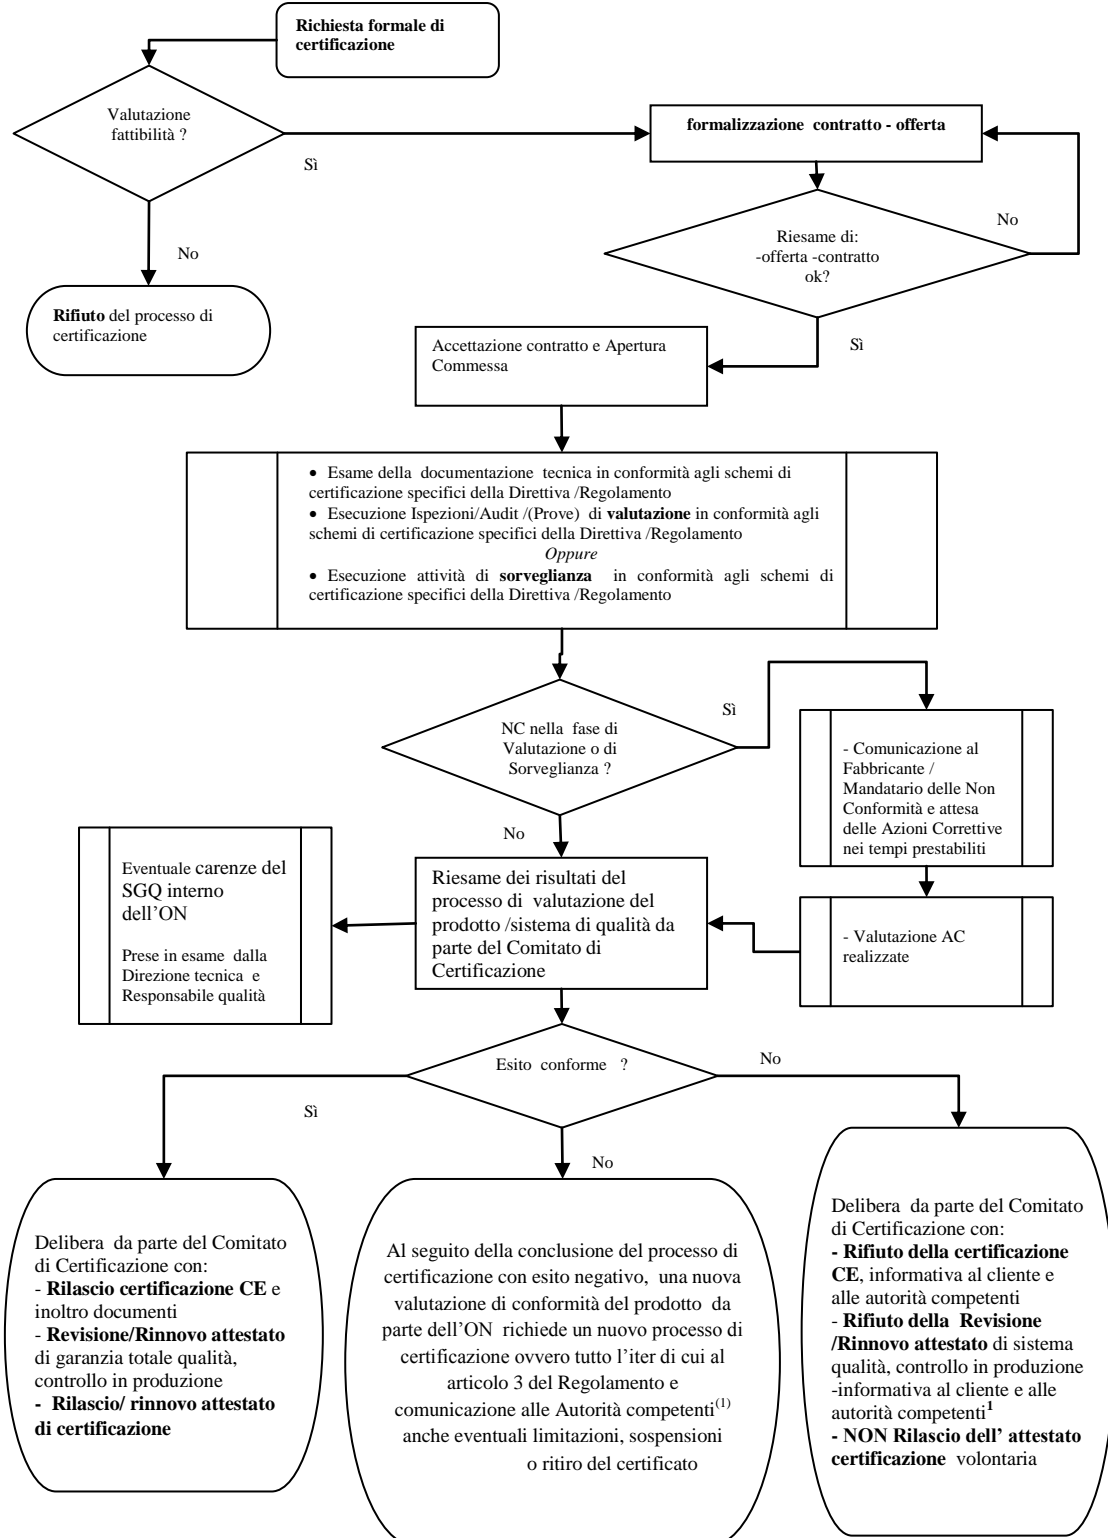 Richiesta formale di
certificazione
Valutazione
fattibilità ?
formalizzazione contratto - offerta
Sì
No
Riesame di:
-offerta -contratto
ok?
No
Rifiuto del processo di
certificazione
Accettazione contratto e Apertura
Commessa
Sì
• Esame della documentazione tecnica in conformità agli schemi di
certificazione specifici della Direttiva /Regolamento
• Esecuzione Ispezioni/Audit /(Prove) di valutazione in conformità agli
schemi di certificazione specifici della Direttiva /Regolamento
Oppure
• Esecuzione attività di sorveglianza in conformità agli schemi di
certificazione specifici della Direttiva /Regolamento
NC nella fase di
Valutazione o di
Sorveglianza ?
Sì
- Comunicazione al
Fabbricante /
Mandatario delle Non
Conformità e attesa
delle Azioni Correttive
nei tempi prestabiliti
No
Eventuale carenze del
SGQ interno
dell'ON
Prese in esame dalla
Direzione tecnica e
Responsabile qualità
Riesame dei risultati del
processo di valutazione del
prodotto /sistema di qualità da
parte del Comitato di
Certificazione
- Valutazione AC
realizzate
Esito conforme ?
No
Sì
No
Delibera da parte del Comitato
di Certificazione con:
- Rilascio certificazione CE e
inoltro documenti
- Revisione/Rinnovo attestato
di garanzia totale qualità,
controllo in produzione
- Rilascio/ rinnovo attestato
di certificazione
Al seguito della conclusione del processo di
certificazione con esito negativo, una nuova
valutazione di conformità del prodotto da
parte dell'ON richiede un nuovo processo di
certificazione ovvero tutto l'iter di cui al
articolo 3 del Regolamento e
comunicazione alle Autorità competenti(1)
anche eventuali limitazioni, sospensioni
o ritiro del certificato
Delibera da parte del Comitato
di Certificazione con:
- Rifiuto della certificazione
CE, informativa al cliente e
alle autorità competenti
- Rifiuto della Revisione
/Rinnovo attestato di sistema
qualità, controllo in produzione
-informativa al cliente e alle
autorità competenti1
- NON Rilascio dell' attestato
certificazione volontaria